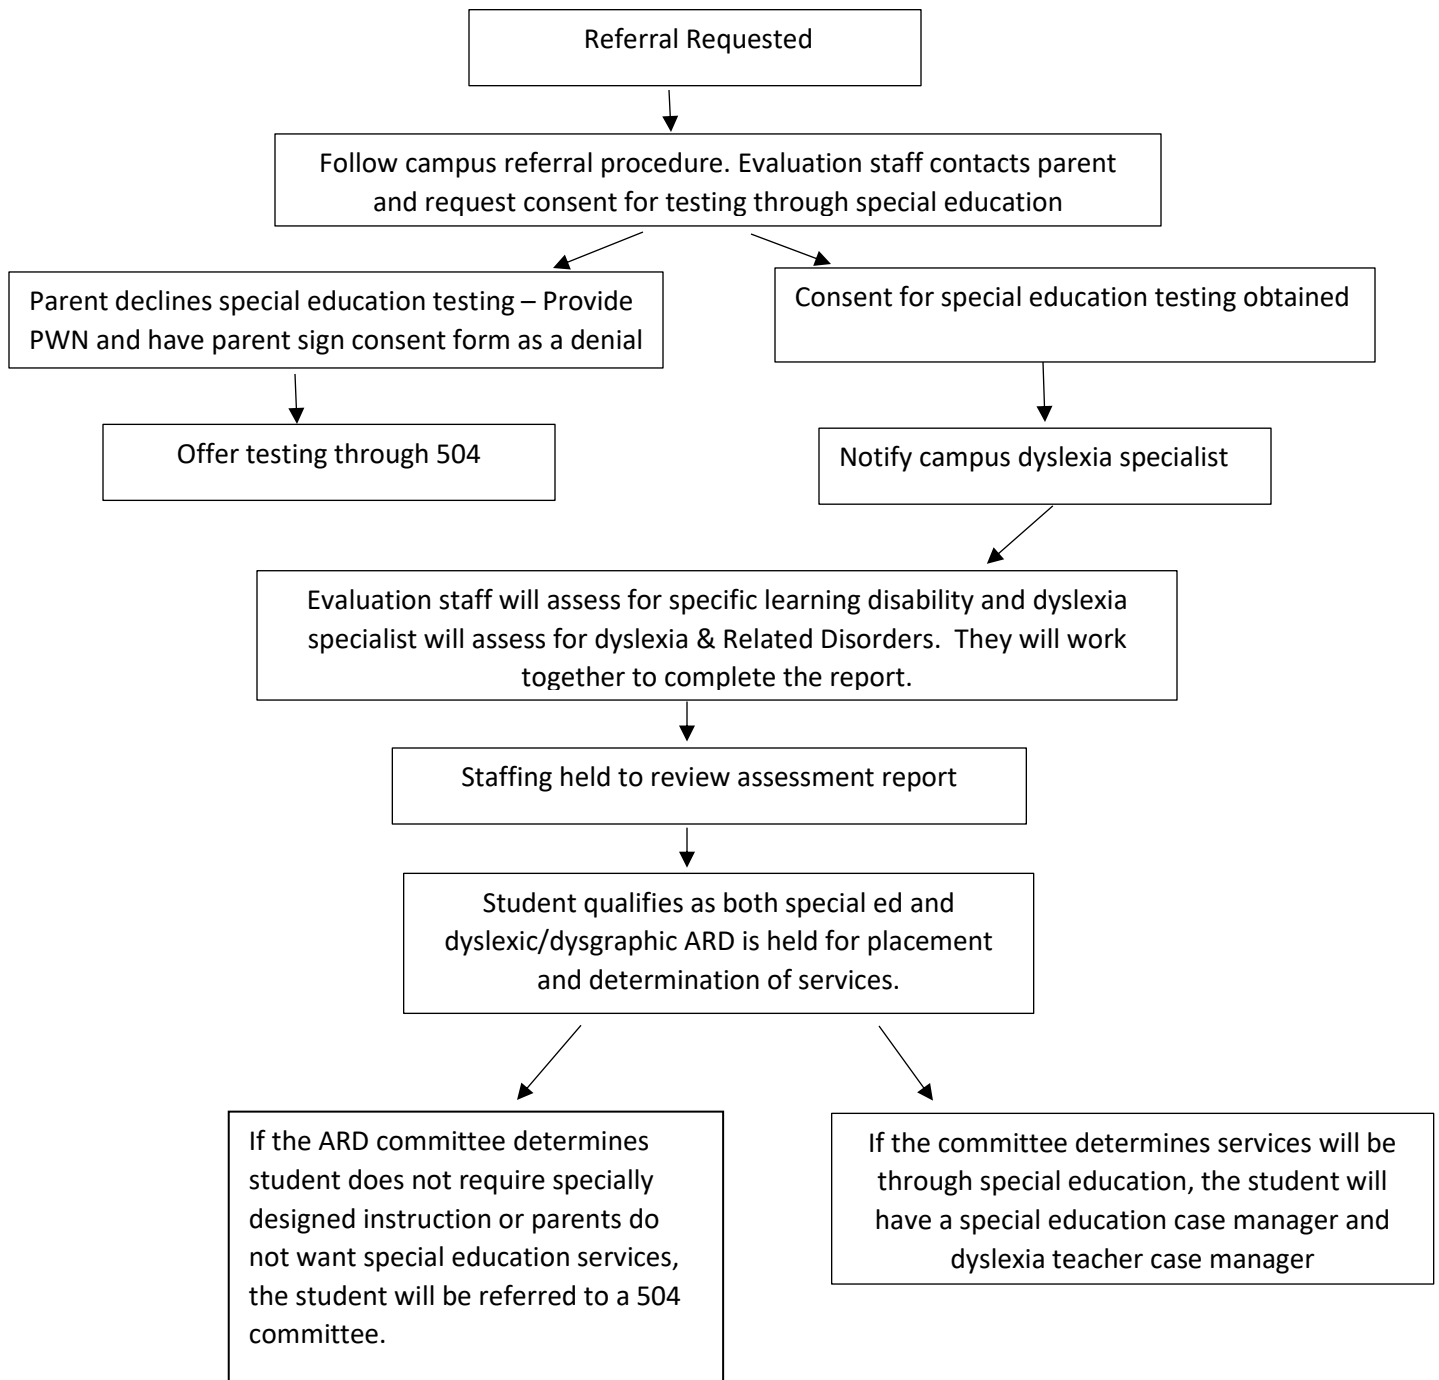 Referral Requested
Follow campus referral procedure. Evaluation staff contacts parent
and request consent for testing through special education
Parent declines special education testing – Provide
PWN and have parent sign consent form as a denial
Consent for special education testing obtained
Offer testing through 504
Notify campus dyslexia specialist
Evaluation staff will assess for specific learning disability and dyslexia
specialist will assess for dyslexia & Related Disorders.  They will work
together to complete the report.
Staffing held to review assessment report
Student qualifies as both special ed and
dyslexic/dysgraphic ARD is held for placement
and determination of services.
If the ARD committee determines
student does not require specially
designed instruction or parents do
not want special education services,
the student will be referred to a 504
committee.
If the committee determines services will be
through special education, the student will
have a special education case manager and
dyslexia teacher case manager